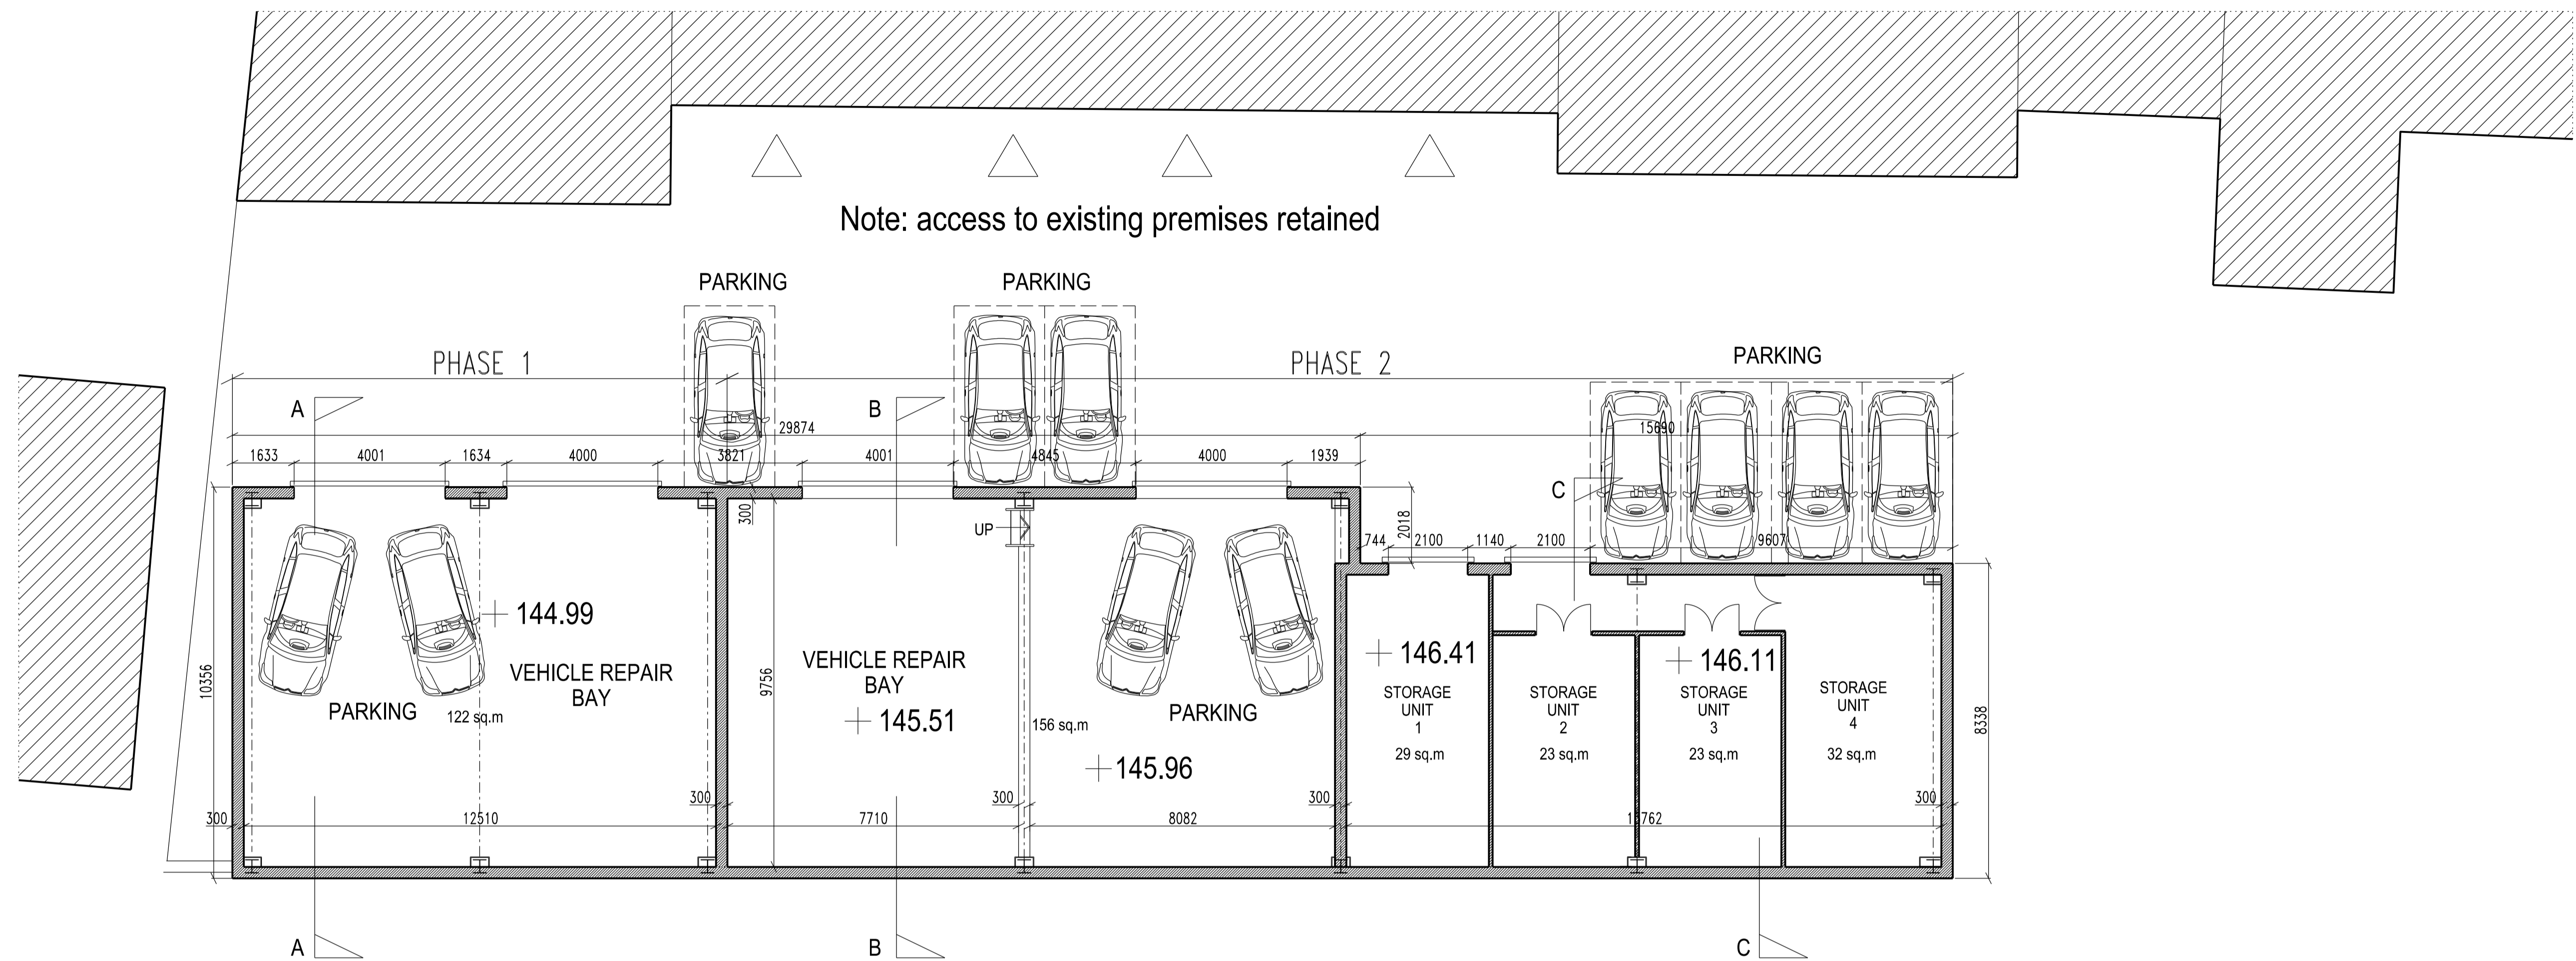 Note: access to existing premises retained
PARKING
PARKING
PHASE 1
PHASE 2
PARKING
A
B
29874
15690
1633
4001
1634
4000
3821
4001
4845
4000
1939
C
300
UP
2018
744
2100
1140
2100
9607
144.99
146.41
146.11
10356
9756
VEHICLE REPAIR
BAY
VEHICLE REPAIR
BAY
145.51
PARKING
122 sq.m
156 sq.m
PARKING
145.96
STORAGE
UNIT
1
29 sq.m
STORAGE
UNIT
2
23 sq.m
STORAGE
UNIT
3
23 sq.m
STORAGE
UNIT
4
32 sq.m
8338
300
300
300
300
300
12510
7710
8082
A
B
C